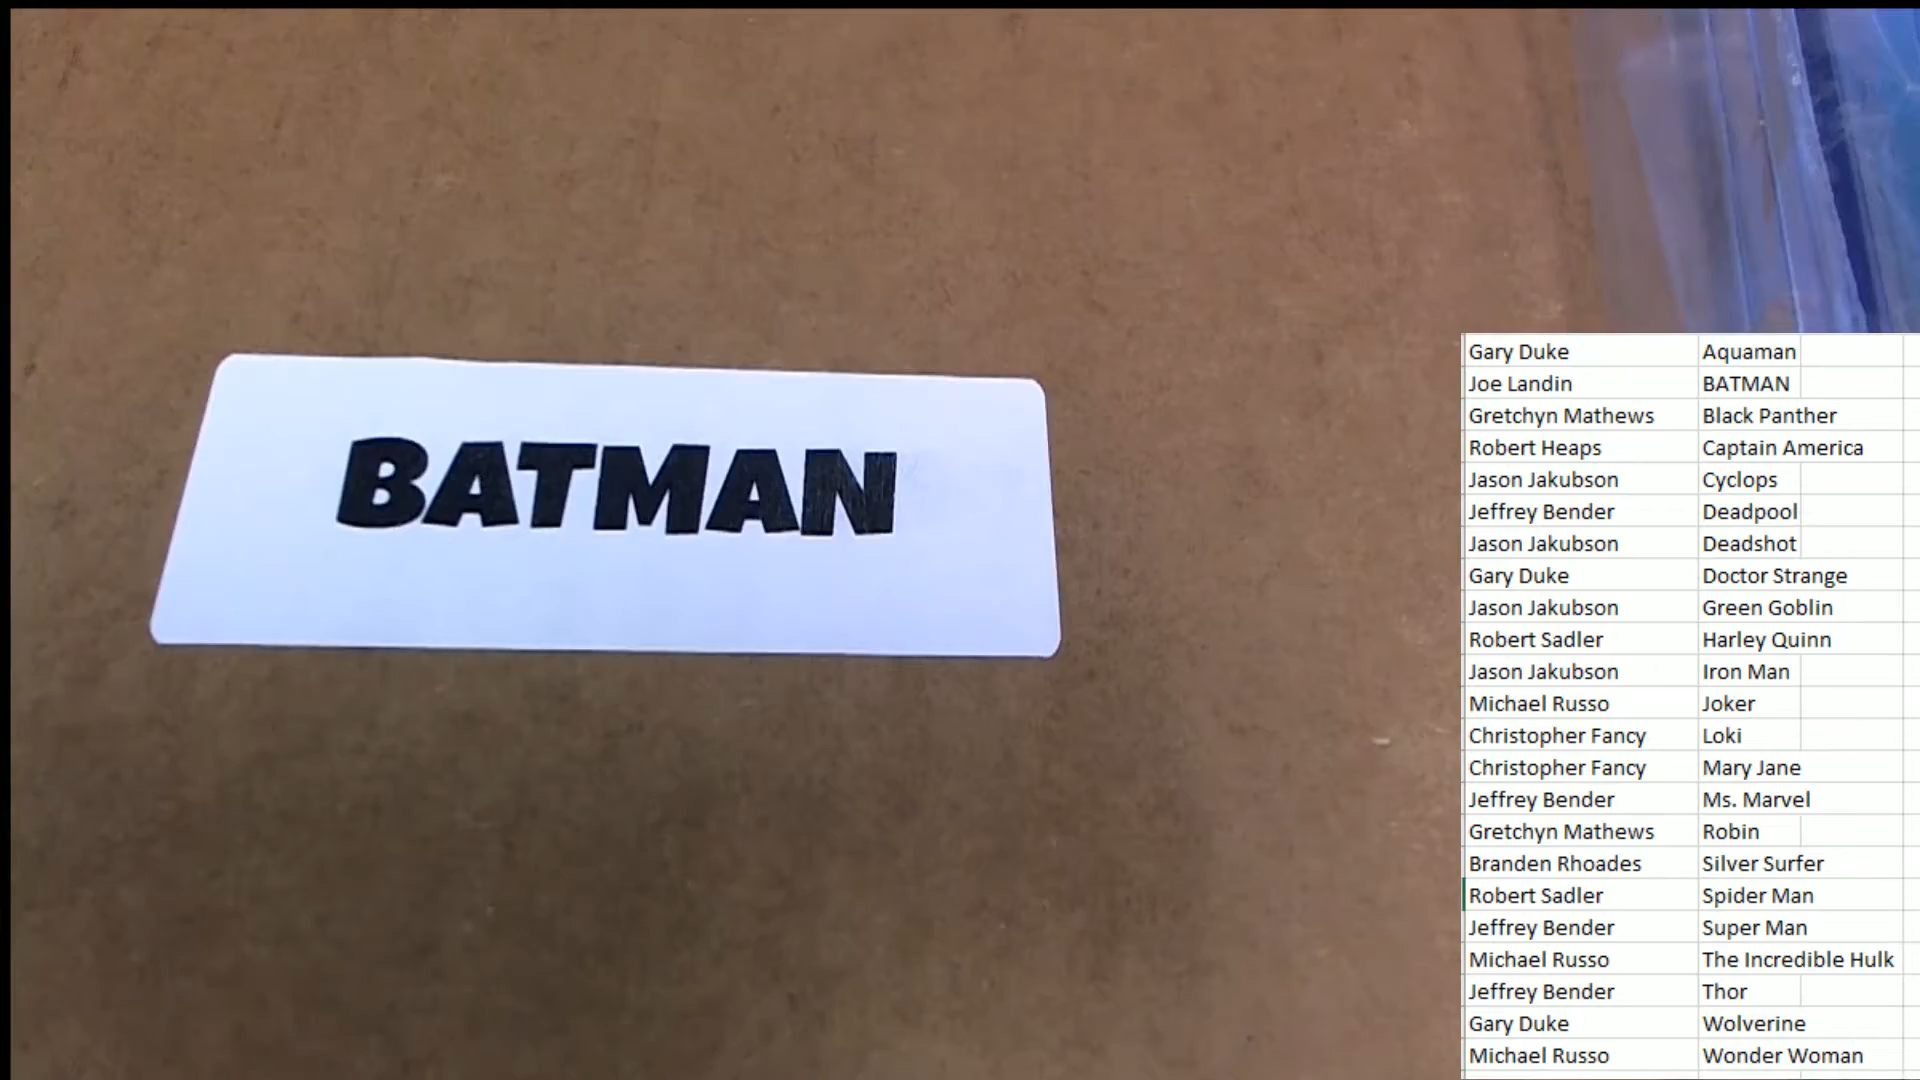 BATMAN
Gary Duke Aquaman
Joe Landin BATMAN
Gretchyn Mathews Black Panther
Robert Heaps Captain America
Jason Jakubson Cyclops
Jeffrey Bender Deadpool
Jason Jakubson Deadshot
Gary Duke Doctor Strange
Jason Jakubson Green Goblin
Robert Sadler Harley Quinn
Jason Jakubson Iron Man
Michael Russo Joker
Christopher Fancy Loki
Christopher Fancy Mary Jane
Jeffrey Bender Ms. Marvel
Gretchyn Mathews Robin
Branden Rhoades Silver Surfer
Robert Sadler Spider Man
Jeffrey Bender Super Man
Michael Russo The Incredible Hulk
Jeffrey Bender Thor
Gary Duke Wolverine
Michael Russo Wonder Woman